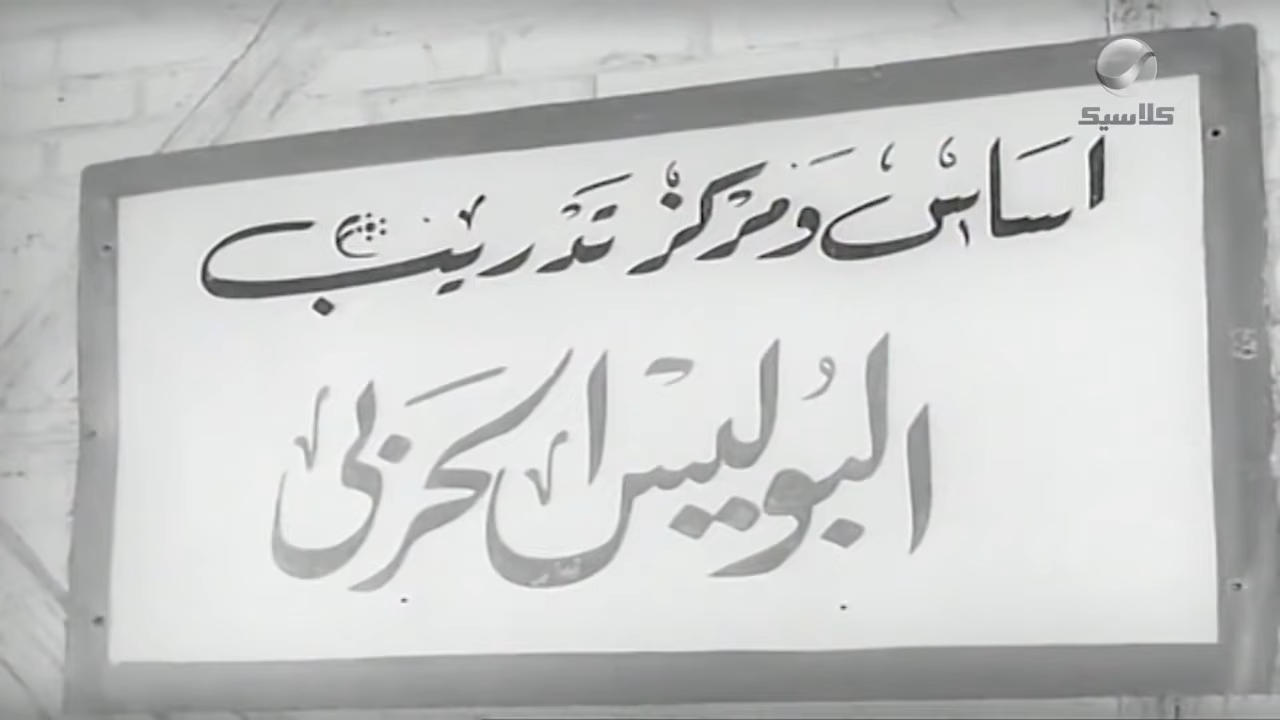 كلاسيك
اساس ومركز تدريب
البوليس الحربى